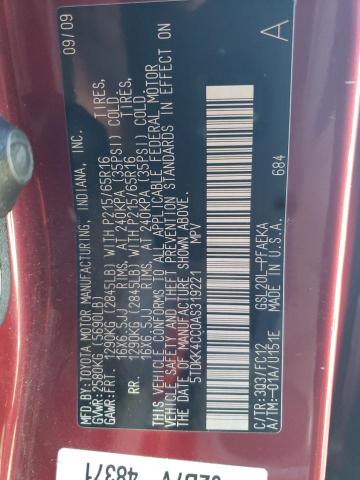 MFD. BY: TOYOTA MOTOR MANUFACTURING, INDIANA, INC. 09/09
GVWR: 2580KG (5690LB)
GAWR: FRT. 1290KG (2845LB) WITH P215/65R16 TIRES,
16X6.5JJ RIMS, AT 240KPA (35PSI) COLD
RR. 1290KG (2845LB) WITH P215/65R16 TIRES,
16X6.5JJ RIMS, AT 240KPA (35PSI) COLD
THIS VEHICLE CONFORMS TO ALL APPLICABLE FEDERAL MOTOR
VEHICLE SAFETY AND THEFT PREVENTION STANDARDS IN EFFECT ON
THE DATE OF MANUFACTURE SHOWN ABOVE.
5TDKK4CC0AS319221 MPV
684
C/TR: 3Q3/FC12 GSL20L-PFAEKA A
A/TM: -01A/U151E MADE IN U.S.A.
48371